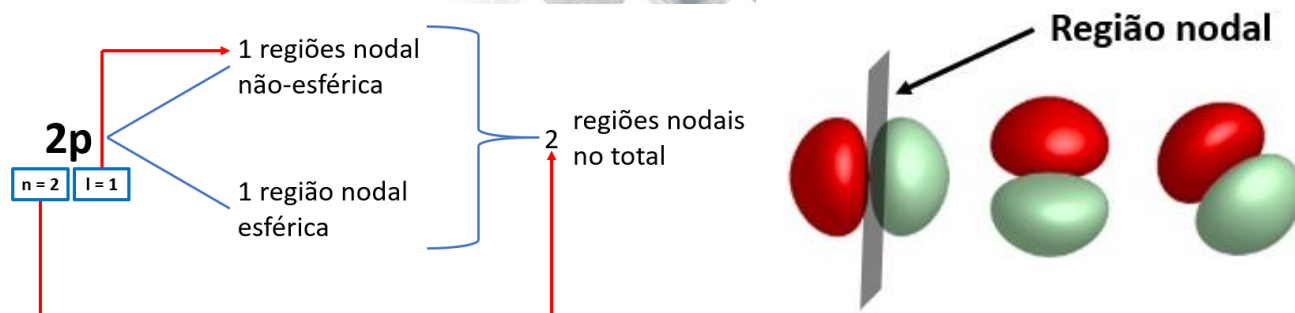 1 regiões nodal
não-esférica
2p
n = 2
l = 1
1 região nodal
esférica
2
regiões nodais
no total
Região nodal